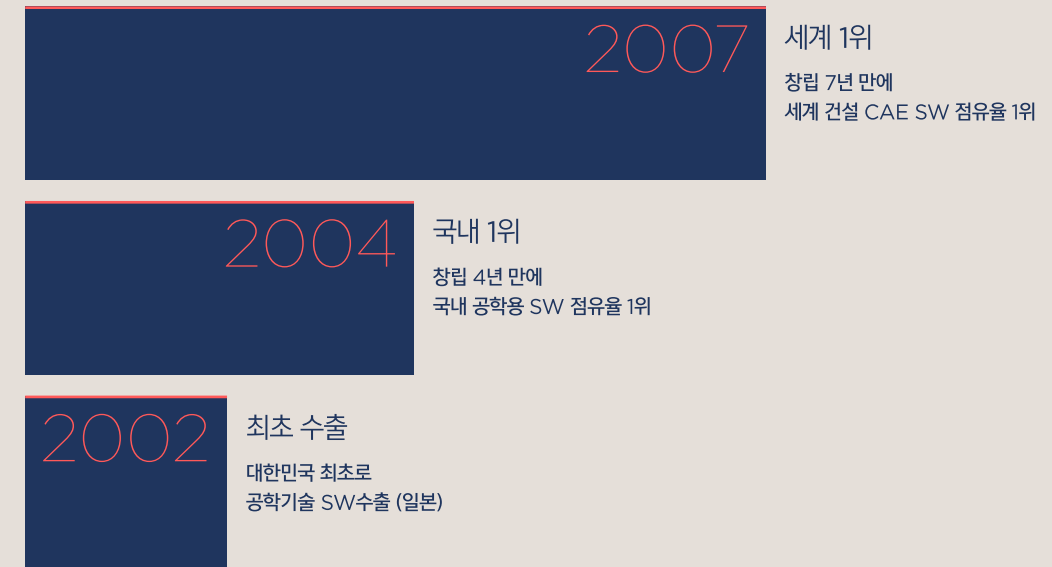 2007
세계 1위
창립 7년 만에
세계 건설 CAE SW 점유율 1위
2004
국내 1위
창립 4년 만에
국내 공학용 SW 점유율 1위
2002
최초 수출
대한민국 최초로
공학기술 SW수출 (일본)